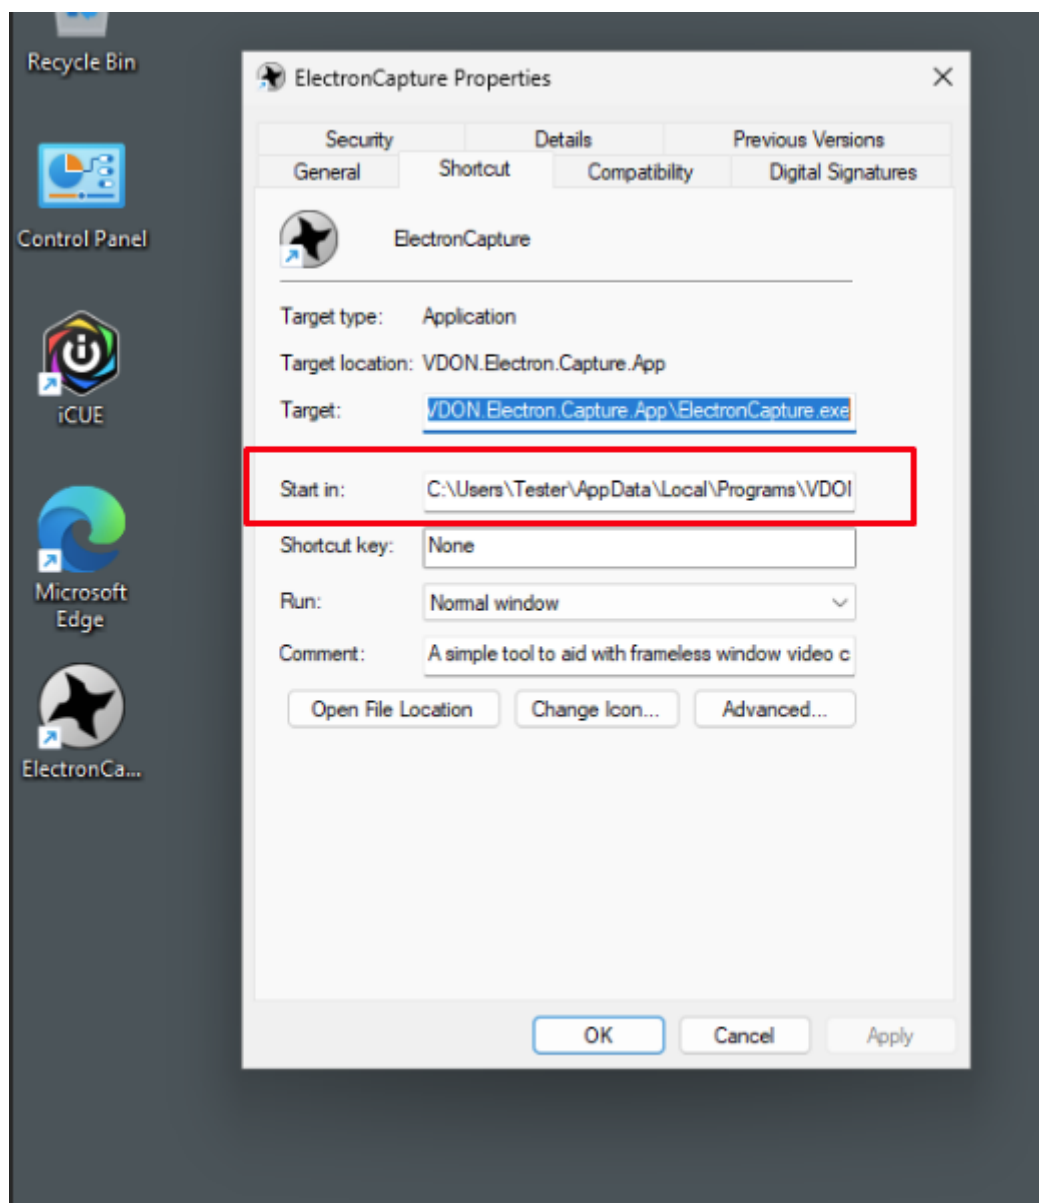 Recycle Bin
Control Panel
iCUE
Microsoft
Edge
ElectronCa...
ElectronCapture Properties
Security
Details
Previous Versions
General
Shortcut
Compatibility
Digital Signatures
ElectronCapture
Target type: Application
Target location: VDON.Electron.Capture.App
Target: VDON.Electron.Capture.App\ElectronCapture.exe
Start in: C:\Users\Tester\AppData\Local\Programs\VDO
Shortcut key: None
Run: Normal window
Comment: A simple tool to aid with frameless window video c
Open File Location
Change Icon...
Advanced...
OK
Cancel
Apply